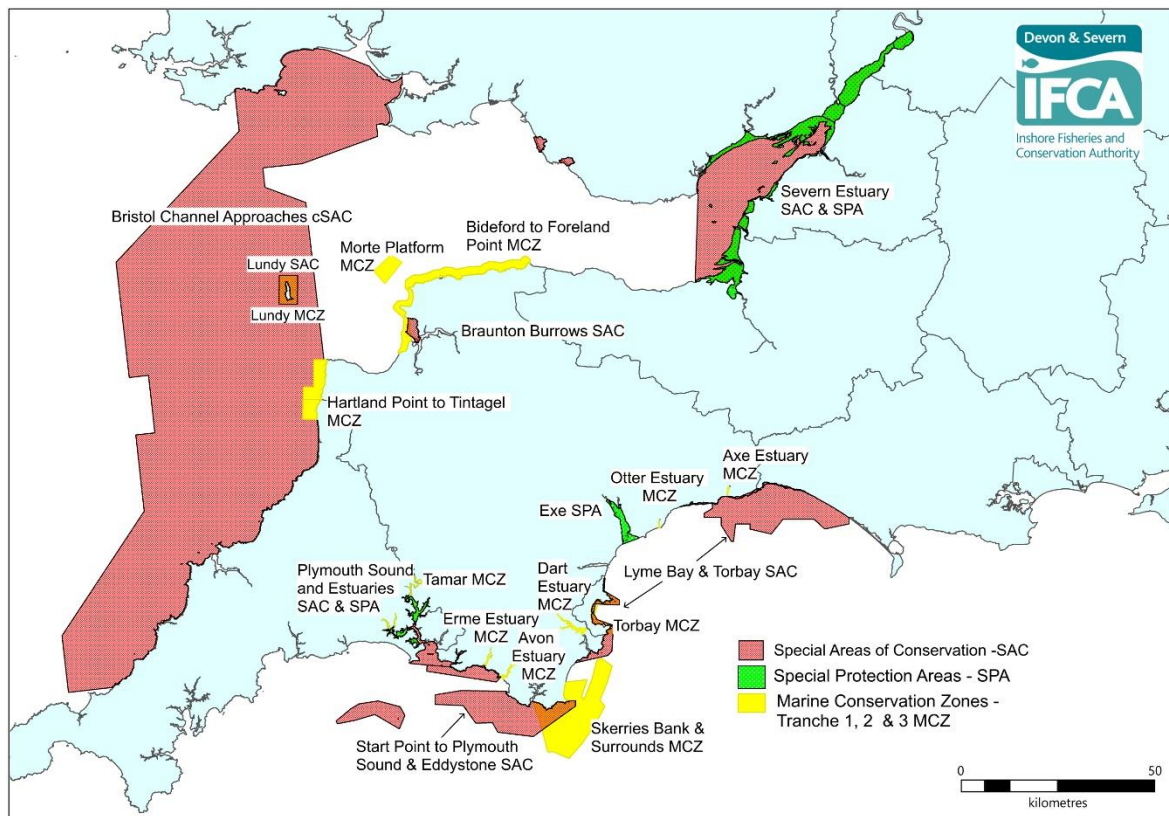 Devon & Severn
IFCA
Inshore Fisheries and
Conservation Authority
Severn Estuary
SAC & SPA
Bristol Channel Approaches cSAC
Bideford to Foreland
Point MCZ
Morte Platform
MCZ
Lundy SAC
Lundy MCZ
Braunton Burrows SAC
Hartland Point to Tintagel
MCZ
Axe Estuary
MCZ
Otter Estuary
MCZ
Exe SPA
Lyme Bay & Torbay SAC
Dart
Estuary
MCZ
Plymouth Sound
and Estuaries
SAC & SPA
Tamar MCZ
Erme Estuary
MCZ
Avon
Estuary
MCZ
Torbay MCZ
Skerries Bank &
Surrounds MCZ
Start Point to Plymouth
Sound & Eddystone SAC
Special Areas of Conservation -SAC
Special Protection Areas - SPA
Marine Conservation Zones -
Tranche 1, 2 & 3 MCZ
0
50
kilometres